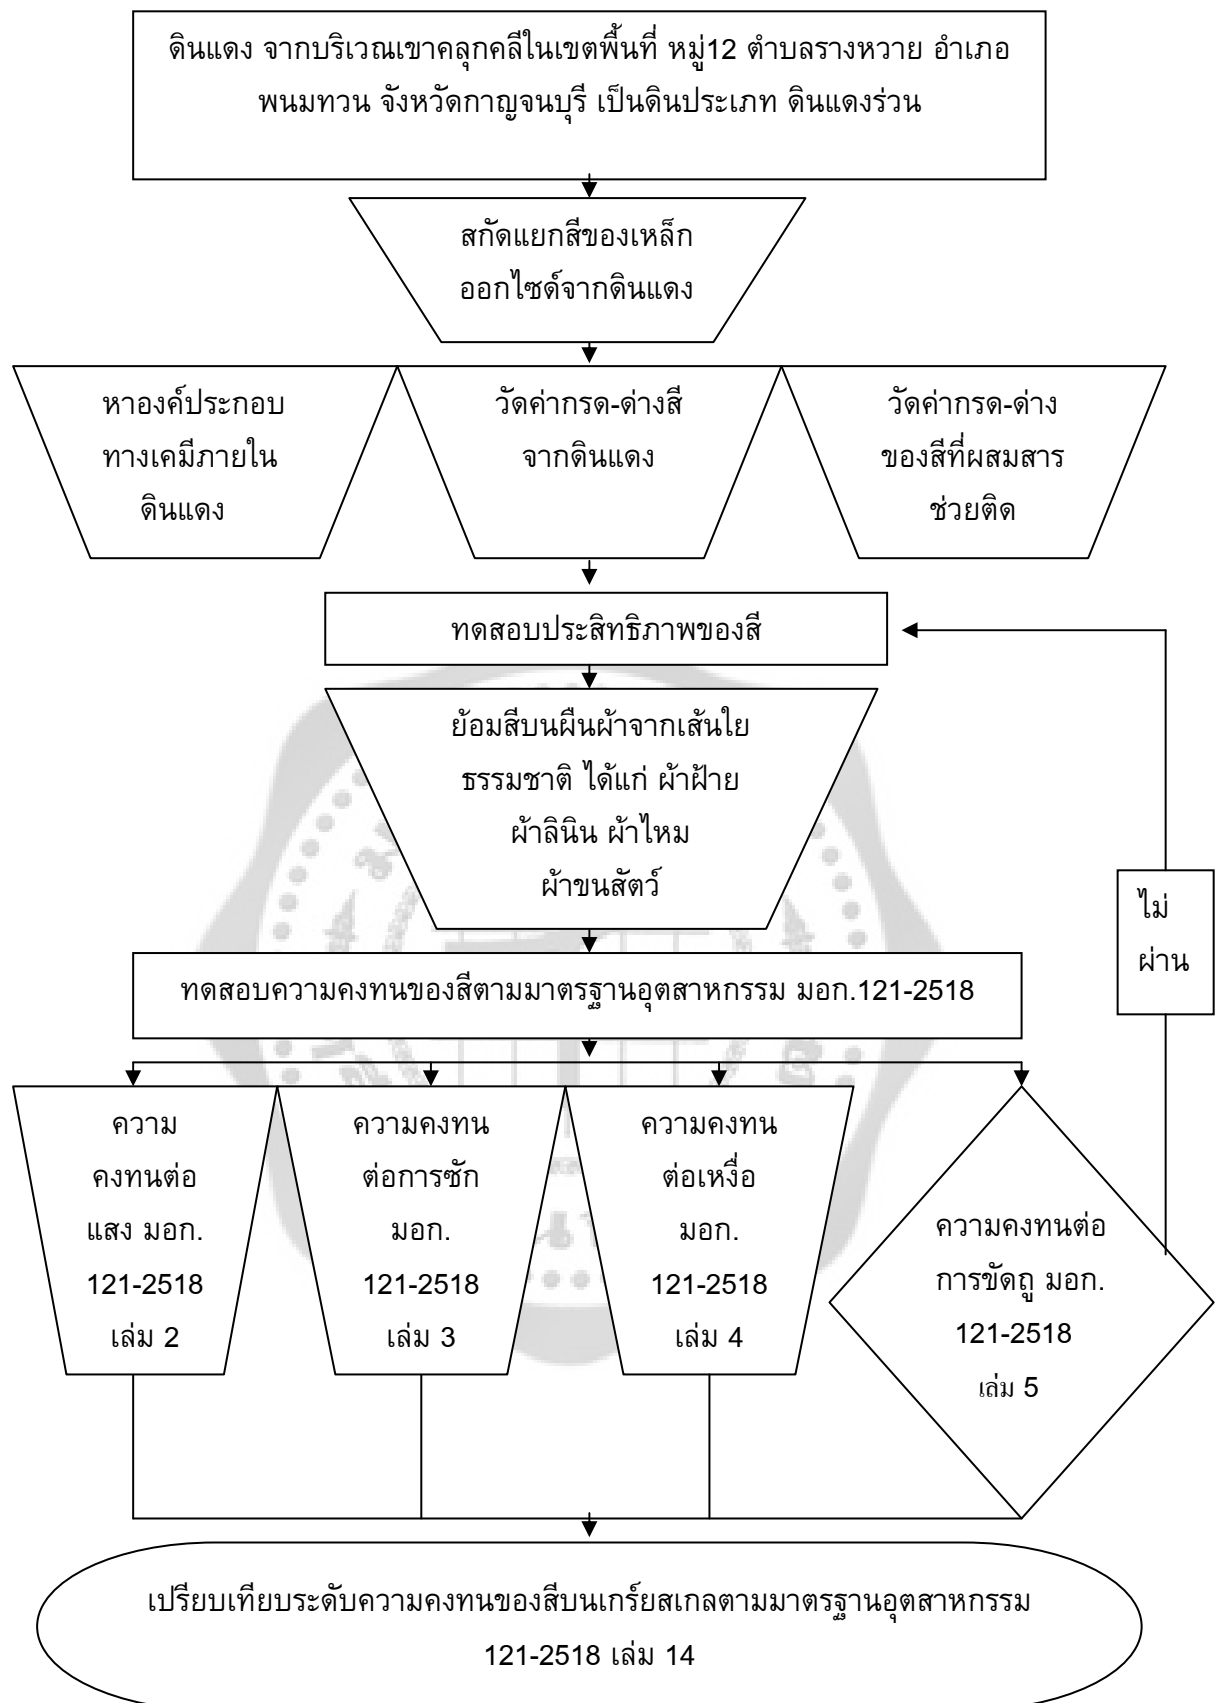 ดินแดง จากบริเวณเขาคลุกคลีในเขตพื้นที่ หมู่12 ตำบลรางหวาย อำเภอ
พนมทวน จังหวัดกาญจนบุรี เป็นดินประเภท ดินแดงร่วน
สกัดแยกสีของเหล็ก
ออกไซด์จากดินแดง
หาองค์ประกอบ
ทางเคมีภายใน
ดินแดง
วัดค่ากรด-ด่างสี
จากดินแดง
วัดค่ากรด-ด่าง
ของสีที่ผสมสาร
ช่วยติด
ทดสอบประสิทธิภาพของสี
ย้อมสีบนผืนผ้าจากเส้นใย
ธรรมชาติ ได้แก่ ผ้าฝ้าย
ผ้าลินิน ผ้าไหม
ผ้าขนสัตว์
ไม่
ผ่าน
ทดสอบความคงทนของสีตามมาตรฐานอุตสาหกรรม มอก.121-2518
ความ
คงทนต่อ
แสง มอก.
121-2518
เล่ม 2
ความคงทน
ต่อการซัก
มอก.
121-2518
เล่ม 3
ความคงทน
ต่อเหงื่อ
มอก.
121-2518
เล่ม 4
ความคงทนต่อ
การขัดถู มอก.
121-2518
เล่ม 5
เปรียบเทียบระดับความคงทนของสีบนเกร์ยสเกลตามมาตรฐานอุตสาหกรรม
121-2518 เล่ม 14